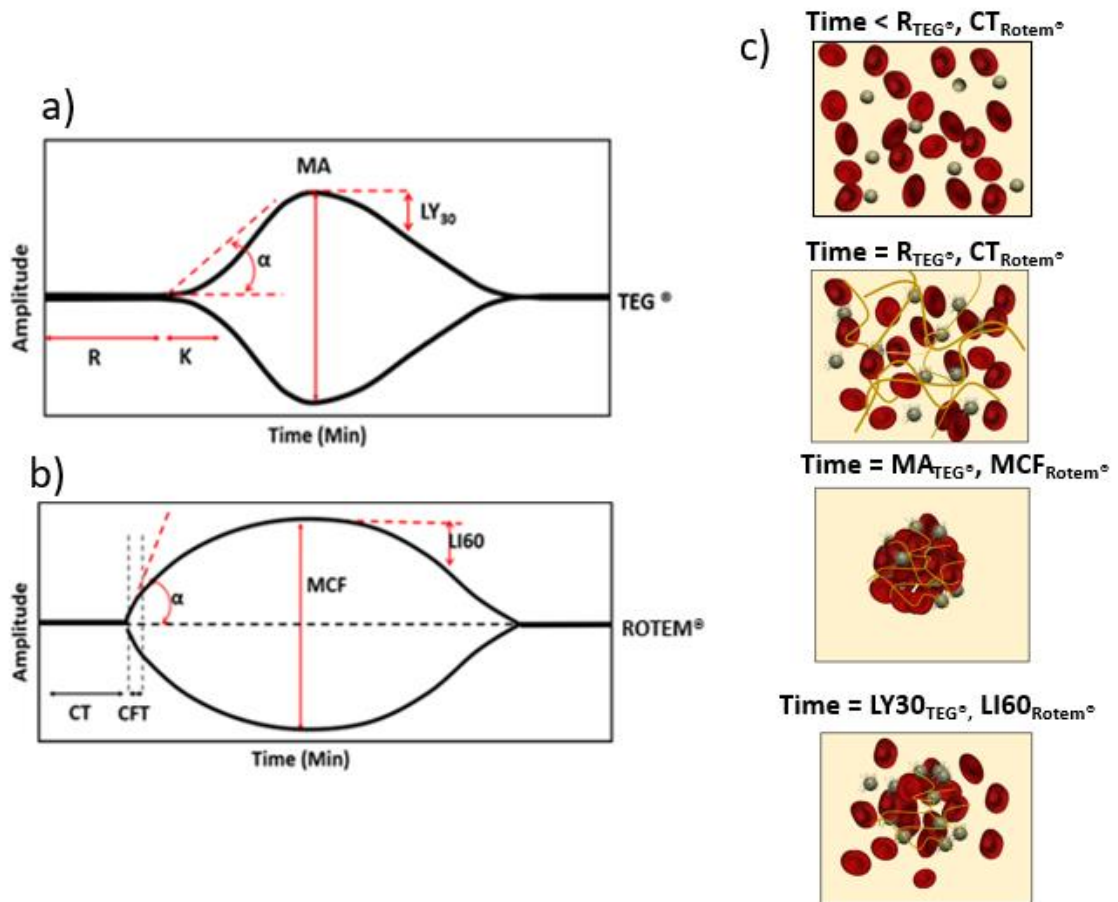 a)
MA
LY30
α
Amplitude
TEG ®
R
K
Time (Min)
b)
LI60
MCF
α
Amplitude
ROTEM®
CT
CFT
Time (Min)
c)
Time < RTEG®, CTRotem®
Time = RTEG®, CTRotem®
Time = MATEG®, MCFRotem®
Time = LY30TEG®, LI60Rotem®